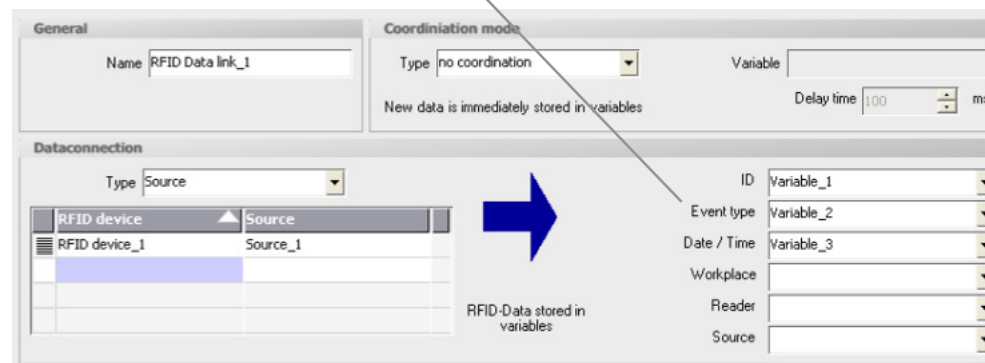 General
Name RFID Data link_1
Coordiniation mode
Type no coordination
Variable
New data is immediately stored in variables
Delay time 100
Dataconnection
Type Source
RFID device Source
RFID device_1 Source_1
RFID-Data stored in
variables
ID Variable_1
Event type Variable_2
Date / Time Variable_3
Workplace
Reader
Source